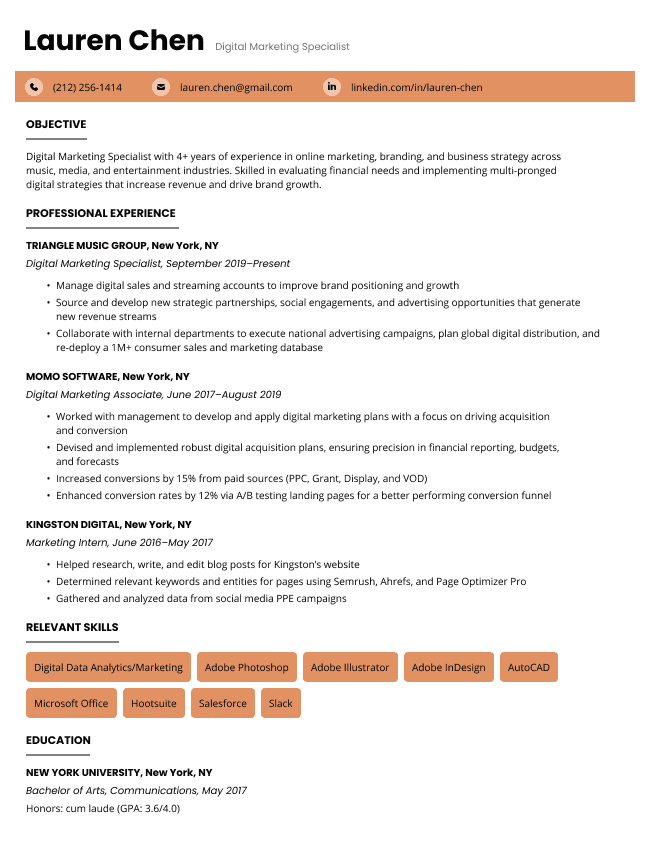 Lauren Chen Digital Marketing Specialist
(212) 256-1414 lauren.chen@gmail.com in linkedin.com/in/lauren-chen
OBJECTIVE
Digital Marketing Specialist with 4+ years of experience in online marketing, branding, and business strategy across
music, media, and entertainment industries. Skilled in evaluating financial needs and implementing multi-pronged
digital strategies that increase revenue and drive brand growth.
PROFESSIONAL EXPERIENCE
TRIANGLE MUSIC GROUP, New York, NY
Digital Marketing Specialist, September 2019–Present
• Manage digital sales and streaming accounts to improve brand positioning and growth
• Source and develop new strategic partnerships, social engagements, and advertising opportunities that generate
new revenue streams
• Collaborate with internal departments to execute national advertising campaigns, plan global digital distribution, and
re-deploy a 1M+ consumer sales and marketing database
MOMO SOFTWARE, New York, NY
Digital Marketing Associate, June 2017–August 2019
• Worked with management to develop and apply digital marketing plans with a focus on driving acquisition
and conversion
• Devised and implemented robust digital acquisition plans, ensuring precision in financial reporting, budgets,
and forecasts
• Increased conversions by 15% from paid sources (PPC, Grant, Display, and VOD)
• Enhanced conversion rates by 12% via A/B testing landing pages for a better performing conversion funnel
KINGSTON DIGITAL, New York, NY
Marketing Intern, June 2016–May 2017
• Helped research, write, and edit blog posts for Kingston's website
• Determined relevant keywords and entities for pages using Semrush, Ahrefs, and Page Optimizer Pro
• Gathered and analyzed data from social media PPE campaigns
RELEVANT SKILLS
Digital Data Analytics/Marketing Adobe Photoshop Adobe Illustrator Adobe InDesign AutoCAD
Microsoft Office Hootsuite Salesforce Slack
EDUCATION
NEW YORK UNIVERSITY, New York, NY
Bachelor of Arts, Communications, May 2017
Honors: cum laude (GPA: 3.6/4.0)